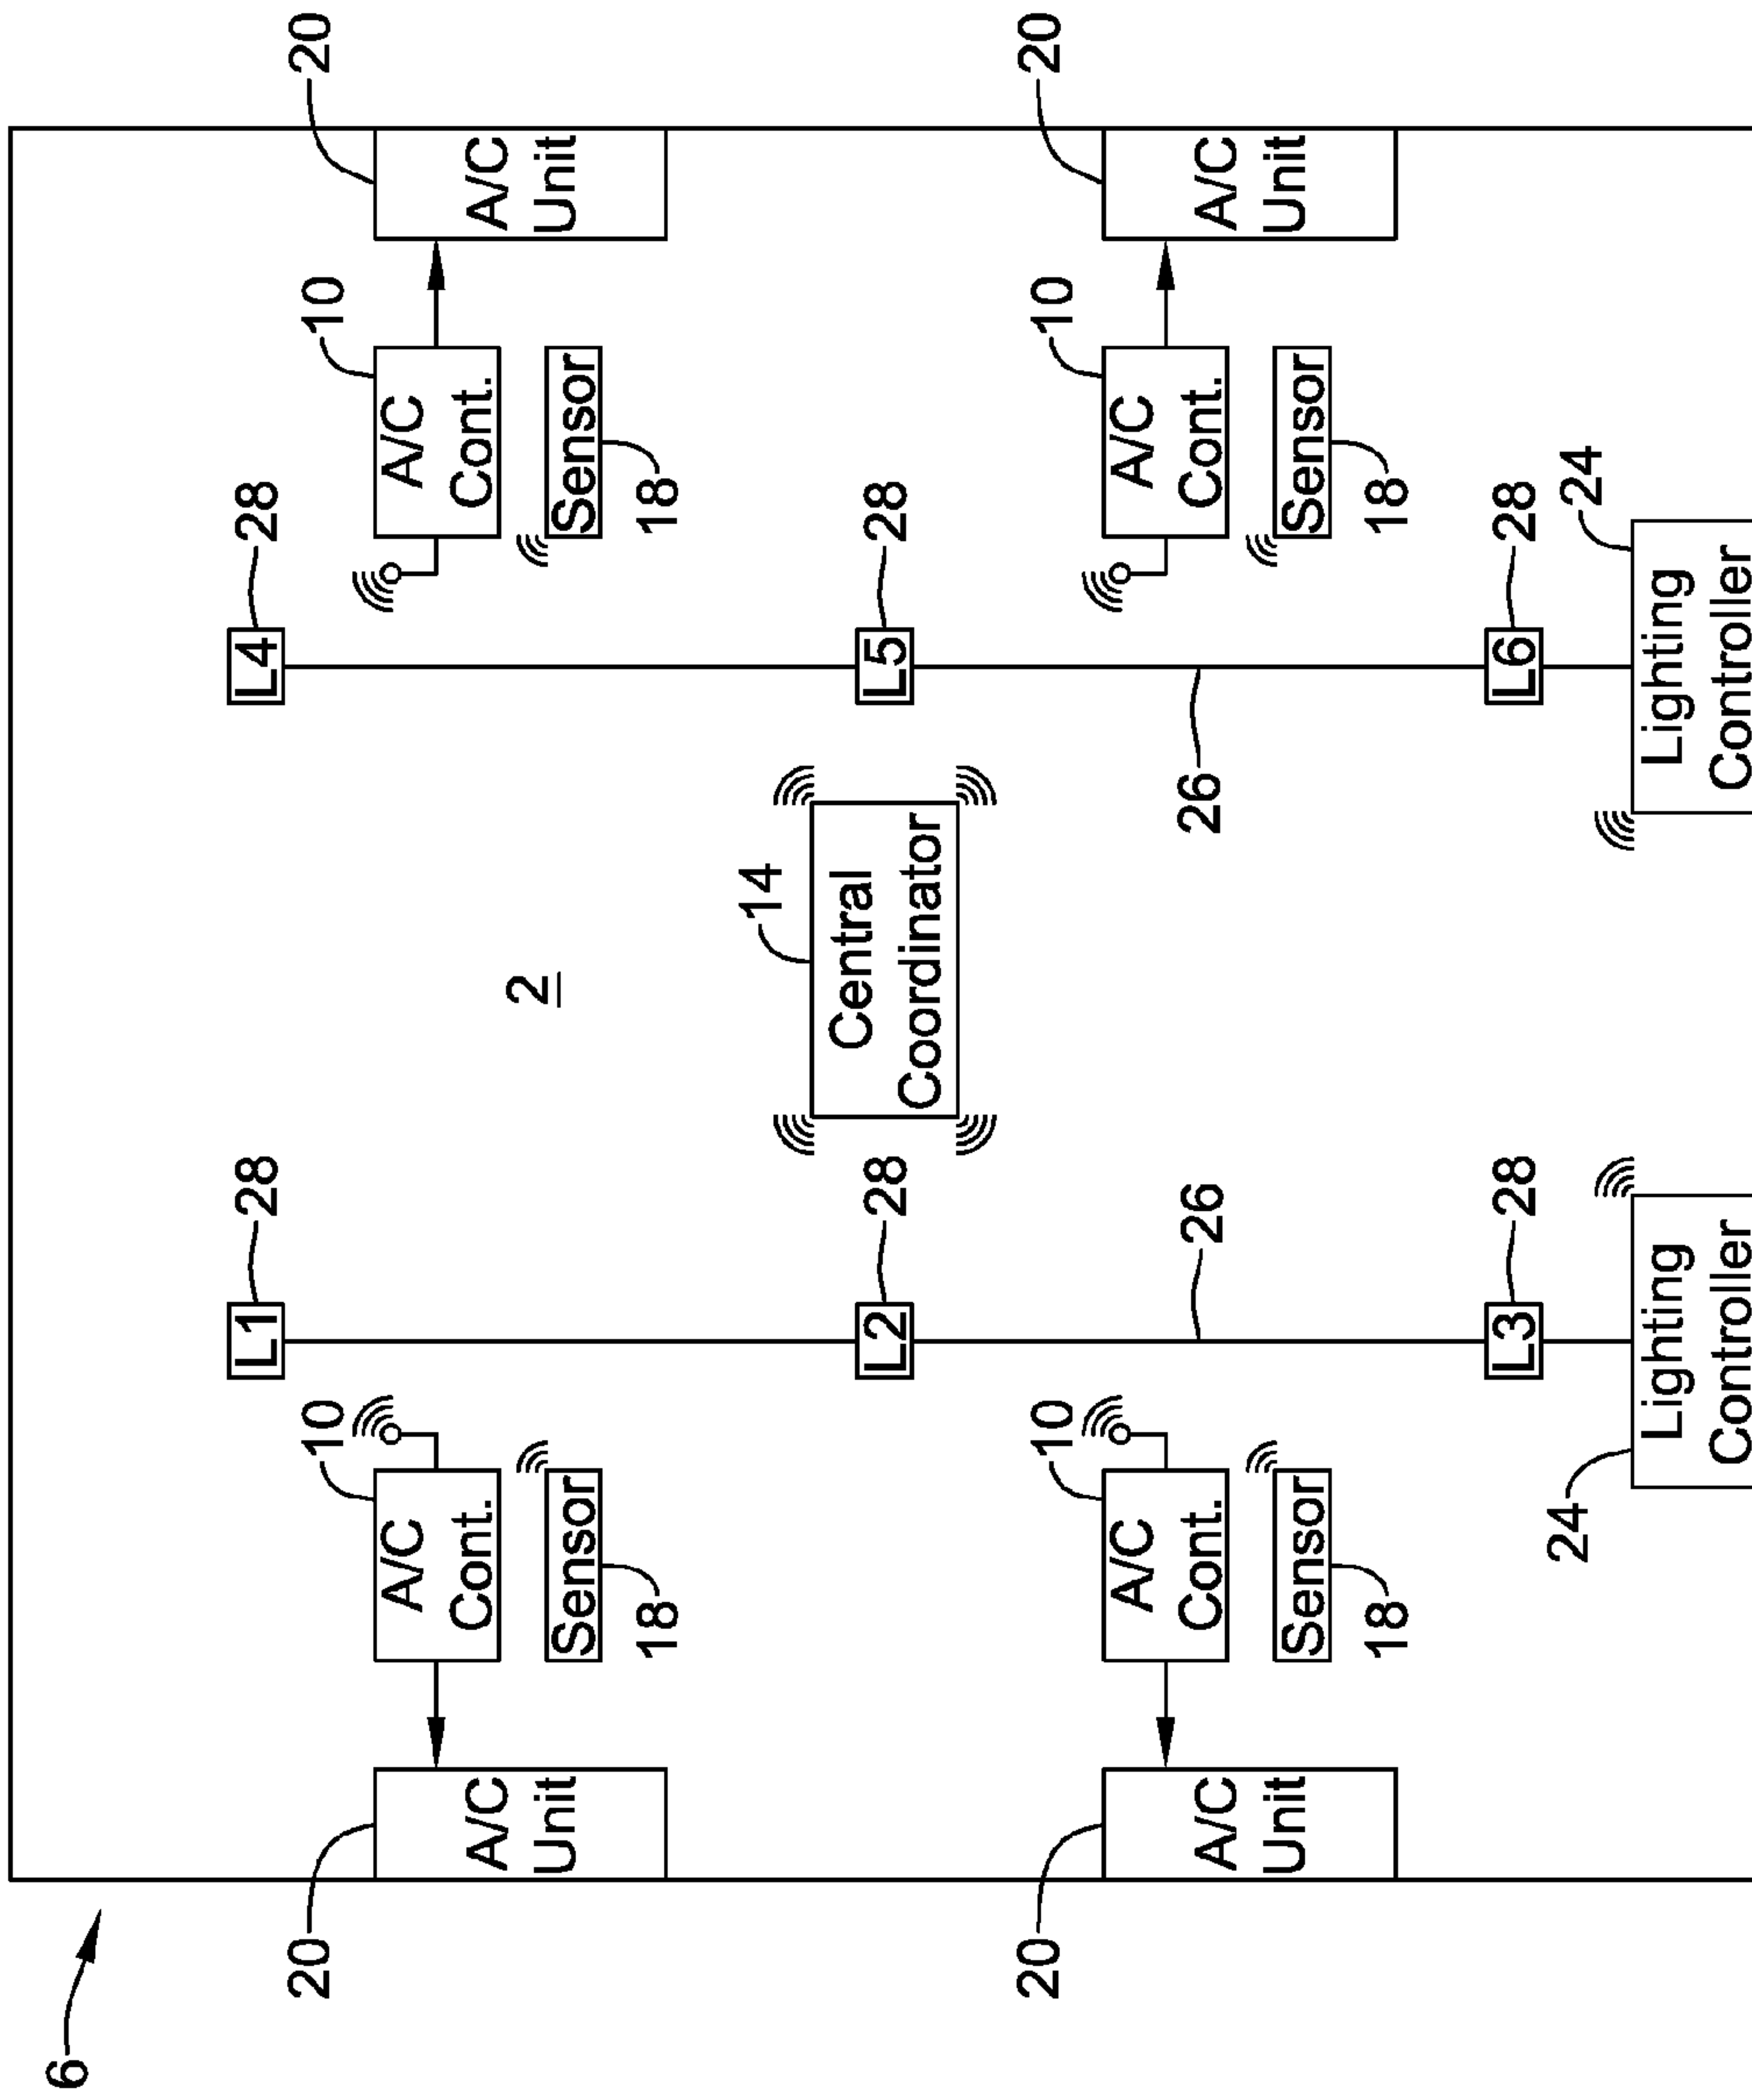 6
L1 28
L4 28
20
10
10
20
A/C
Unit
A/C
Cont.
A/C
Cont.
A/C
Unit
2
Sensor
Sensor
18
18
14
Central
Coordinator
L2 28
L5 28
20
10
10
20
A/C
Unit
A/C
Cont.
A/C
Cont.
A/C
Unit
26
26
Sensor
Sensor
18
18
L3 28
L6 28
24
24
Lighting
Controller
Lighting
Controller